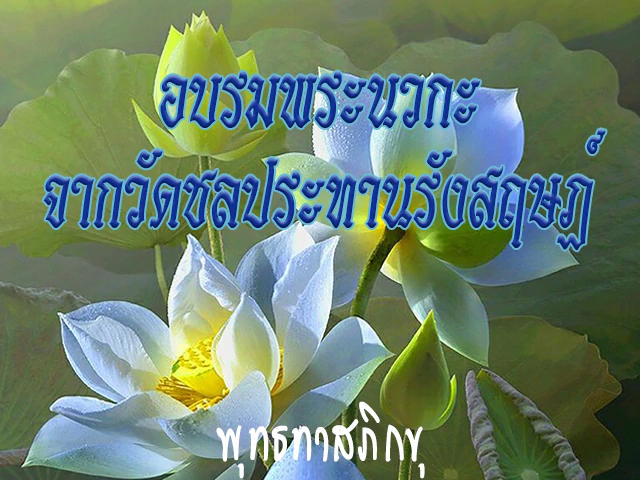 อบรมพระนวกะ
จากวัดชลประทานรังสฤษฏ์
พุทธทาสภิกขุ